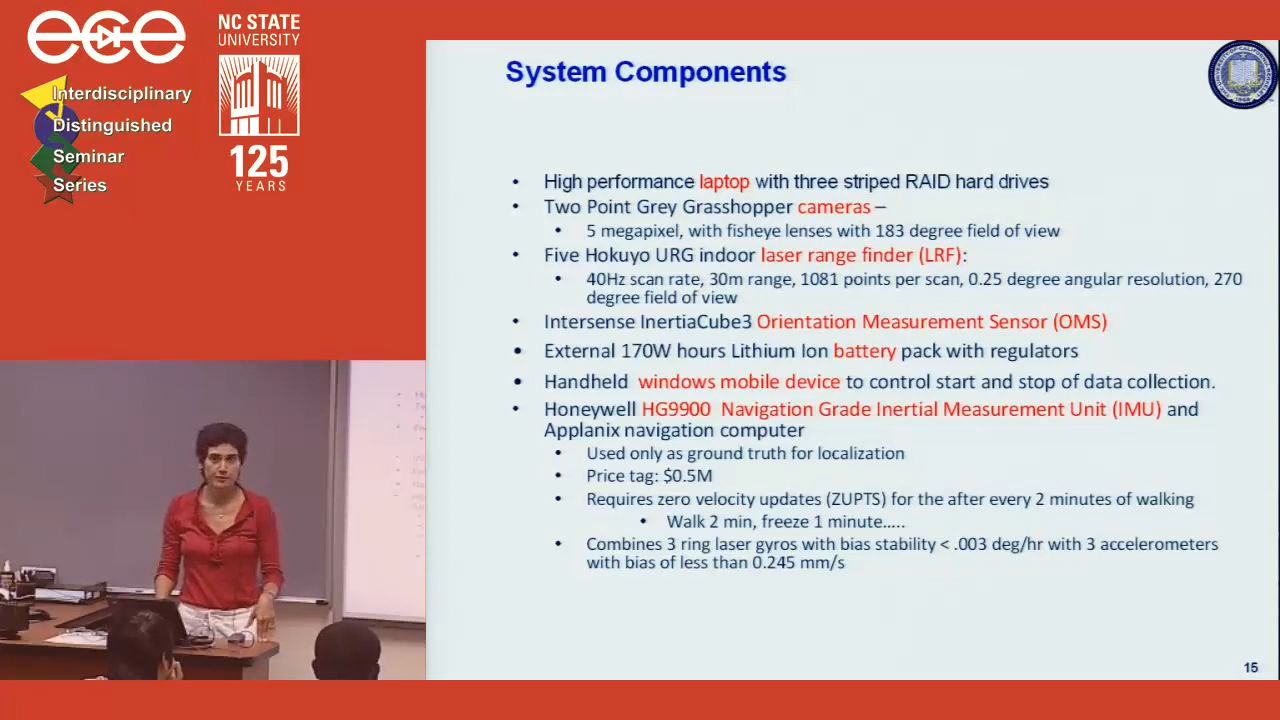 ece
NC STATE
UNIVERSITY
Interdisciplinary
Distinguished
Seminar
Series
125
YEARS
System Components
• High performance laptop with three striped RAID hard drives
• Two Point Grey Grasshopper cameras –
• 5 megapixel, with fisheye lenses with 183 degree field of view
• Five Hokuyo URG indoor laser range finder (LRF):
• 40Hz scan rate, 30m range, 1081 points per scan, 0.25 degree angular resolution, 270
degree field of view
• Intersense InertiaCube3 Orientation Measurement Sensor (OMS)
• External 170W hours Lithium Ion battery pack with regulators
• Handheld windows mobile device to control start and stop of data collection.
• Honeywell HG9900 Navigation Grade Inertial Measurement Unit (IMU) and
Applanix navigation computer
• Used only as ground truth for localization
• Price tag: $0.5M
• Requires zero velocity updates (ZUPTS) for the after every 2 minutes of walking
• Walk 2 min, freeze 1 minute…..
• Combines 3 ring laser gyros with bias stability < .003 deg/hr with 3 accelerometers
with bias of less than 0.245 mm/s
15